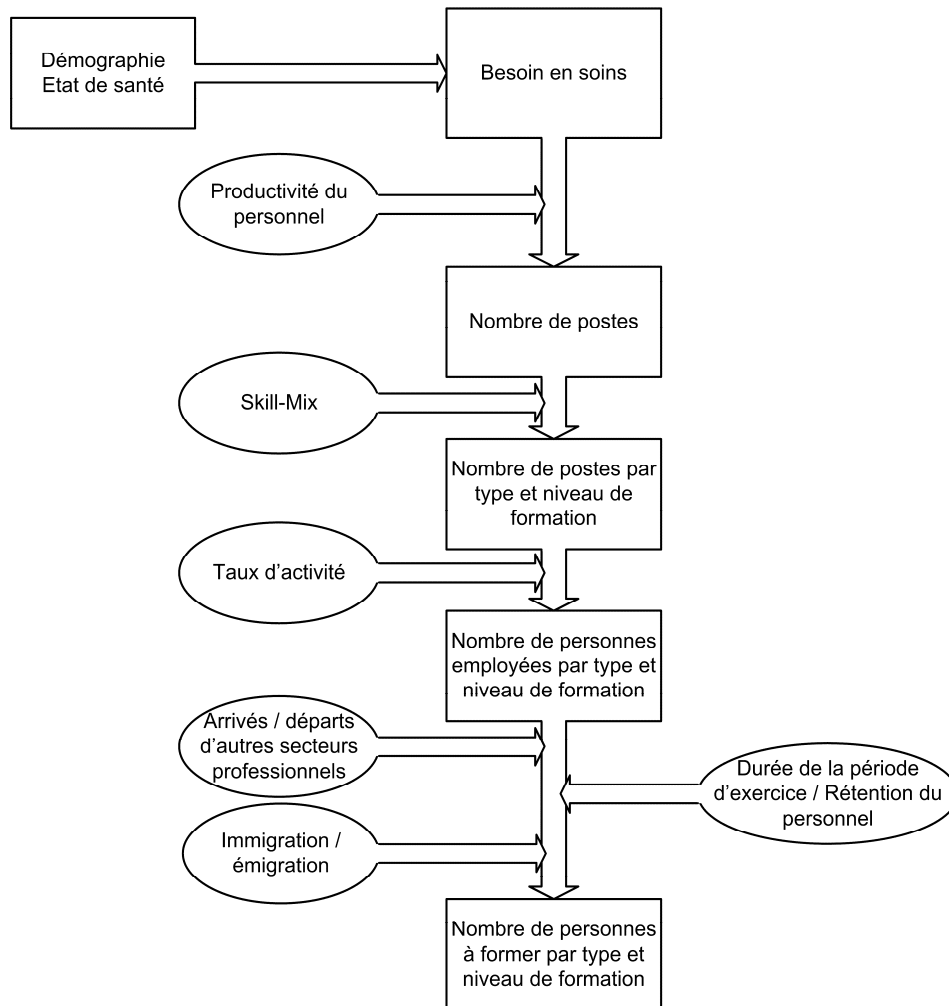 Démographie
Etat de santé
Besoin en soins
Productivité du
personnel
Nombre de postes
Skill-Mix
Nombre de postes par
type et niveau de
formation
Taux d’activité
Nombre de personnes
employées par type et
niveau de formation
Arrivés / départs
d’autres secteurs
professionnels
Durée de la période
d’exercice / Rétention du
personnel
Immigration /
émigration
Nombre de personnes
à former par type et
niveau de formation